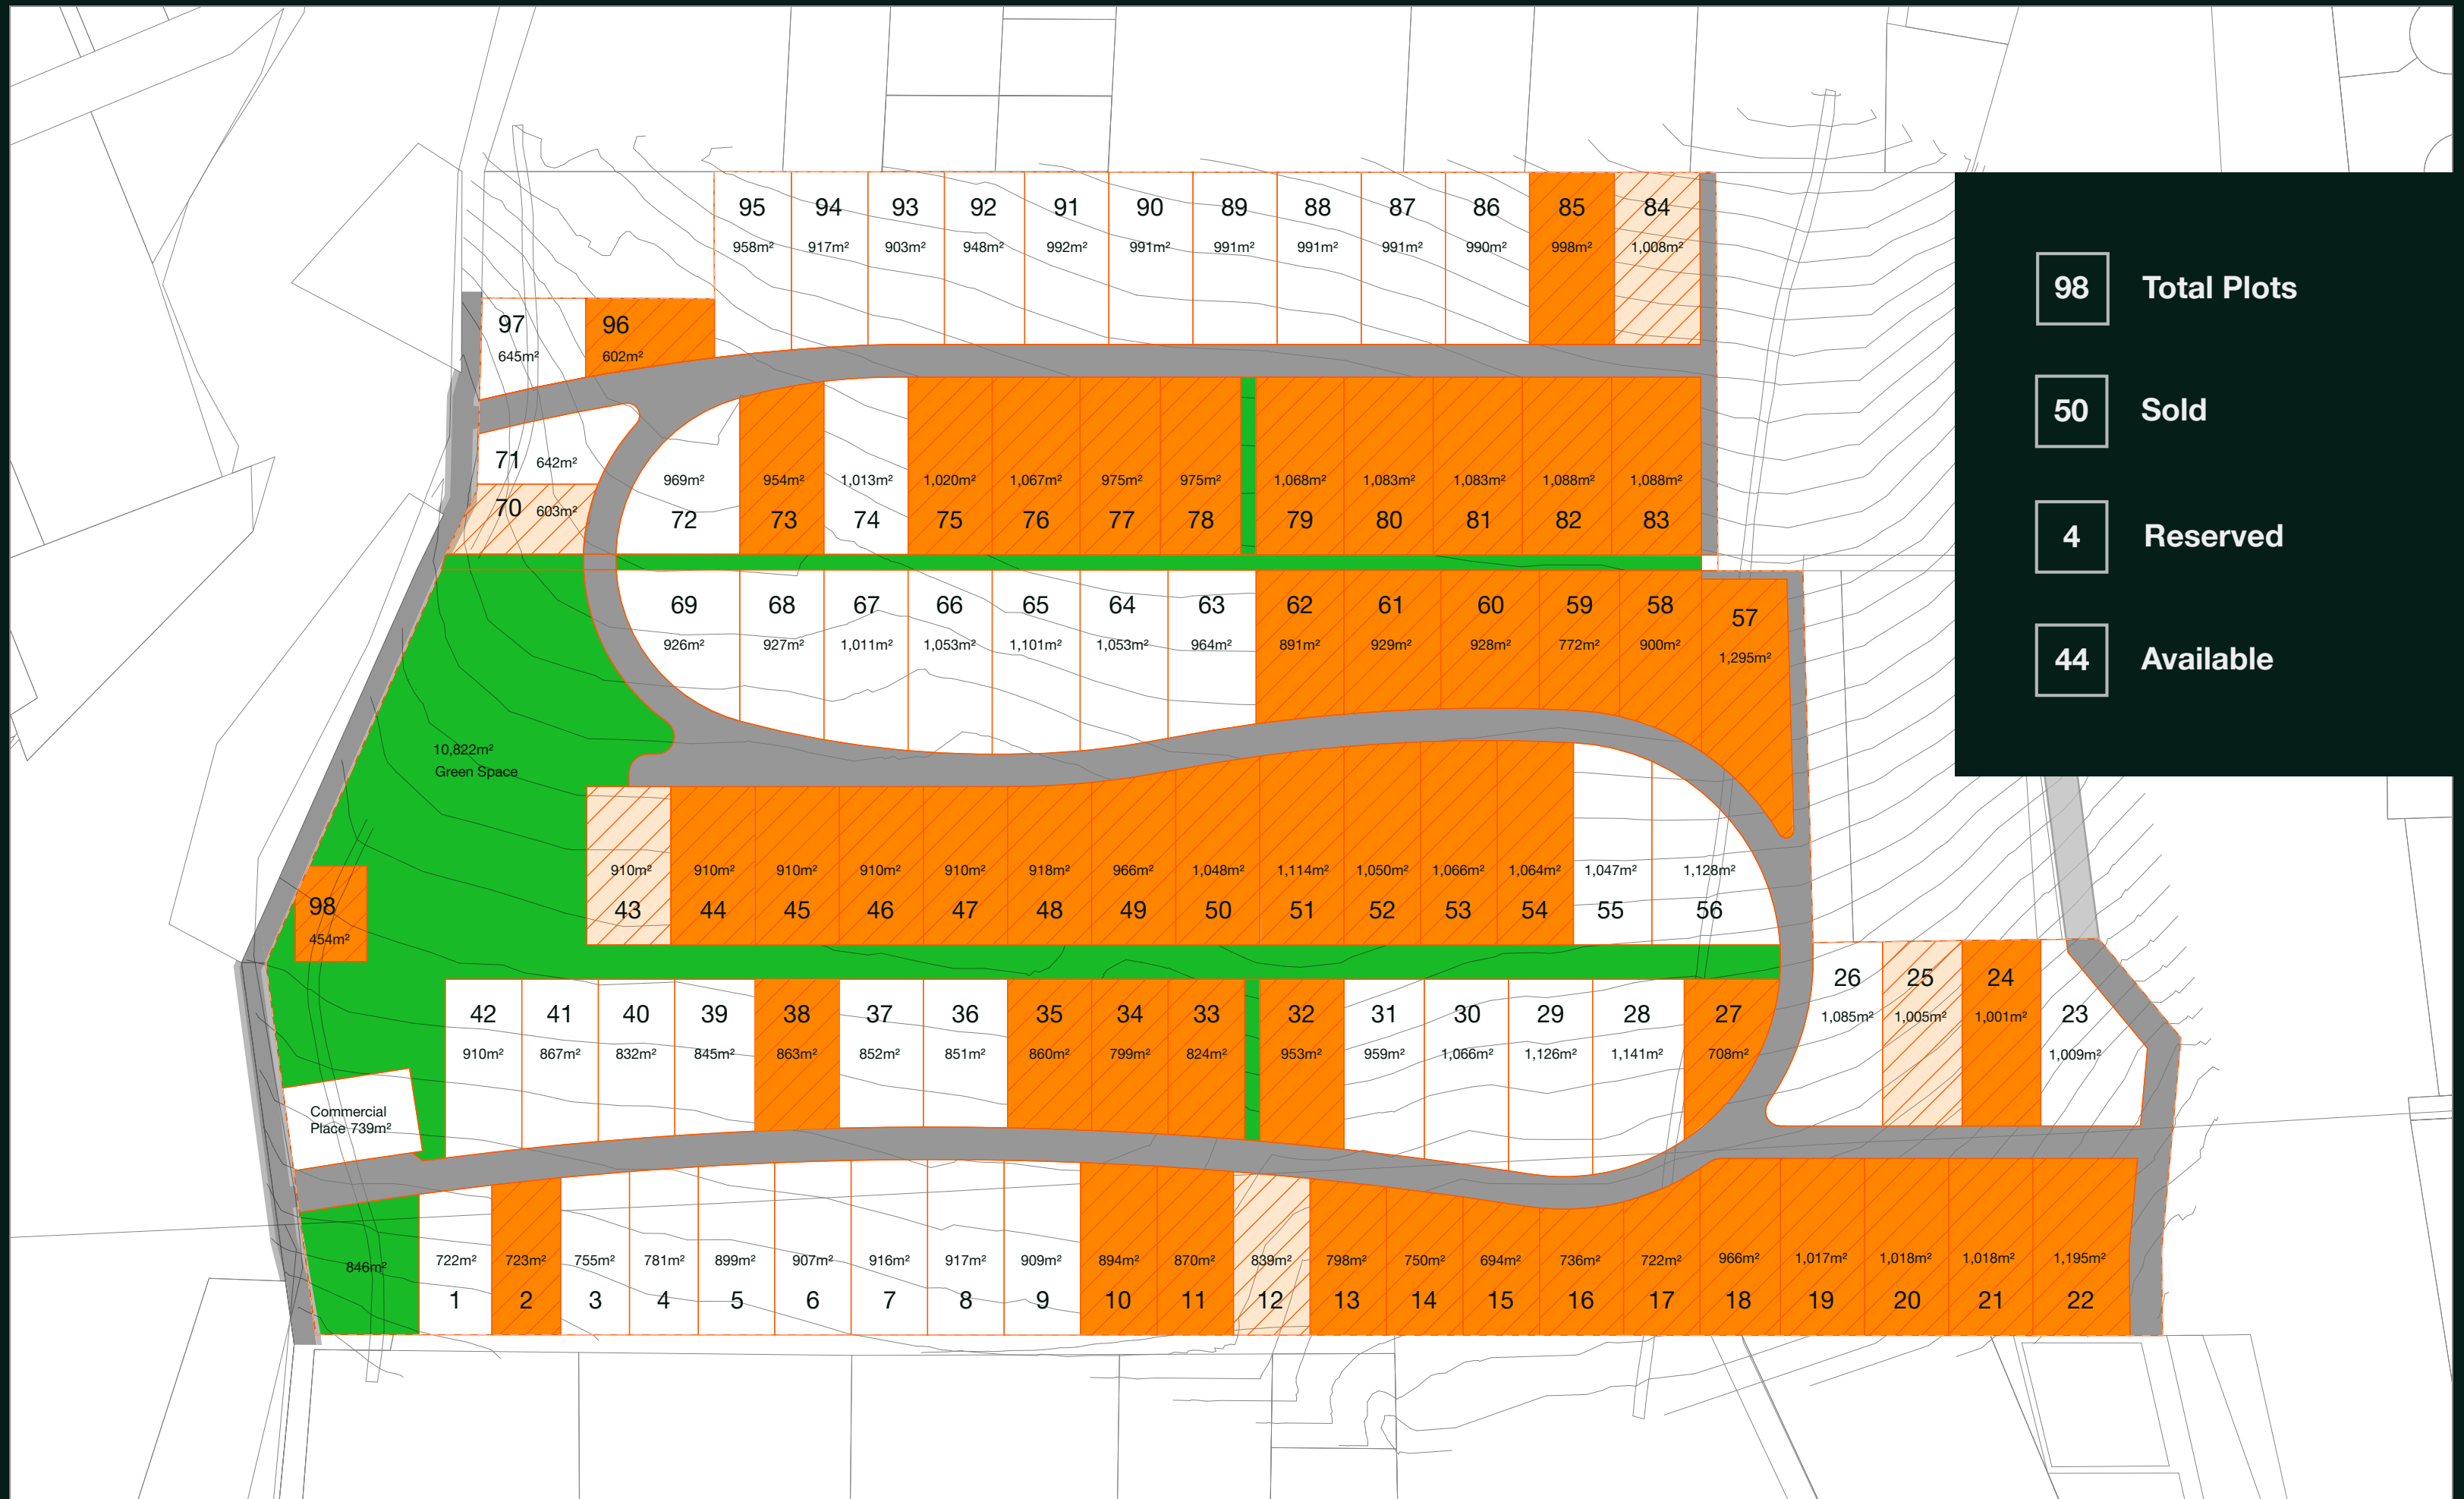 95 94 93 92 91 90 89 88 87 86 85 84
958m² 917m² 903m² 948m² 992m² 991m² 991m² 991m² 991m² 990m² 998m² 1,008m²
98 Total Plots
50 Sold
4 Reserved
44 Available
97 96
645m² 602m²
71 642m²
70 603m²
969m² 954m² 1,013m² 1,020m² 1,067m² 975m² 975m² 1,068m² 1,083m² 1,083m² 1,088m² 1,088m²
72 73 74 75 76 77 78 79 80 81 82 83
69 68 67 66 65 64 63 62 61 60 59 58 57
926m² 927m² 1,011m² 1,053m² 1,101m² 1,053m² 964m² 891m² 929m² 928m² 772m² 900m² 1,295m²
10,822m²
Green Space
910m² 910m² 910m² 910m² 910m² 918m² 966m² 1,048m² 1,114m² 1,050m² 1,066m² 1,064m² 1,047m² 1,128m²
43 44 45 46 47 48 49 50 51 52 53 54 55 56
98
454m²
26 25 24 23
1,085m² 1,005m² 1,001m² 1,009m²
42 41 40 39 38 37 36 35 34 33 32 31 30 29 28 27
910m² 867m² 832m² 845m² 863m² 852m² 851m² 860m² 799m² 824m² 953m² 959m² 1,066m² 1,126m² 1,141m² 708m²
Commercial
Place 739m²
846m² 722m² 723m² 755m² 781m² 899m² 907m² 916m² 917m² 909m² 894m² 870m² 839m² 798m² 750m² 694m² 736m² 722m² 966m² 1,017m² 1,018m² 1,018m² 1,195m²
1 2 3 4 5 6 7 8 9 10 11 12 13 14 15 16 17 18 19 20 21 22